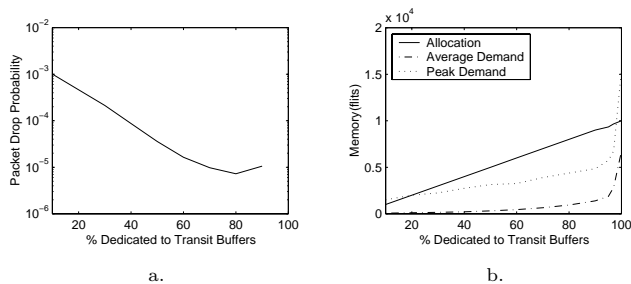 10^-2
10^-3
10^-4
10^-5
10^-6
Packet Drop Probability
20 40 60 80 100
% Dedicated to Transit Buffers
a.
x 10^4
2
1.5
1
0.5
0
Memory(flits)
Allocation
Average Demand
Peak Demand
20 40 60 80 100
% Dedicated to Transit Buffers
b.